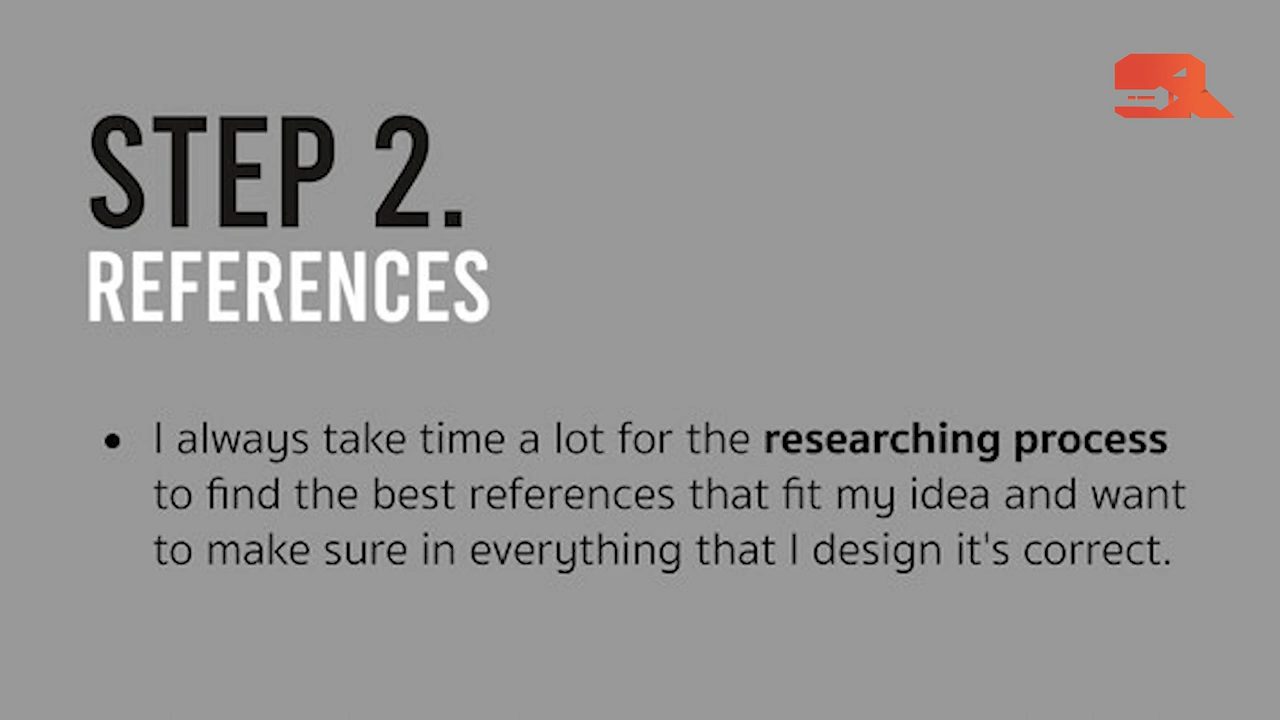 STEP 2.
REFERENCES
• I always take time a lot for the researching process
to find the best references that fit my idea and want
to make sure in everything that I design it's correct.